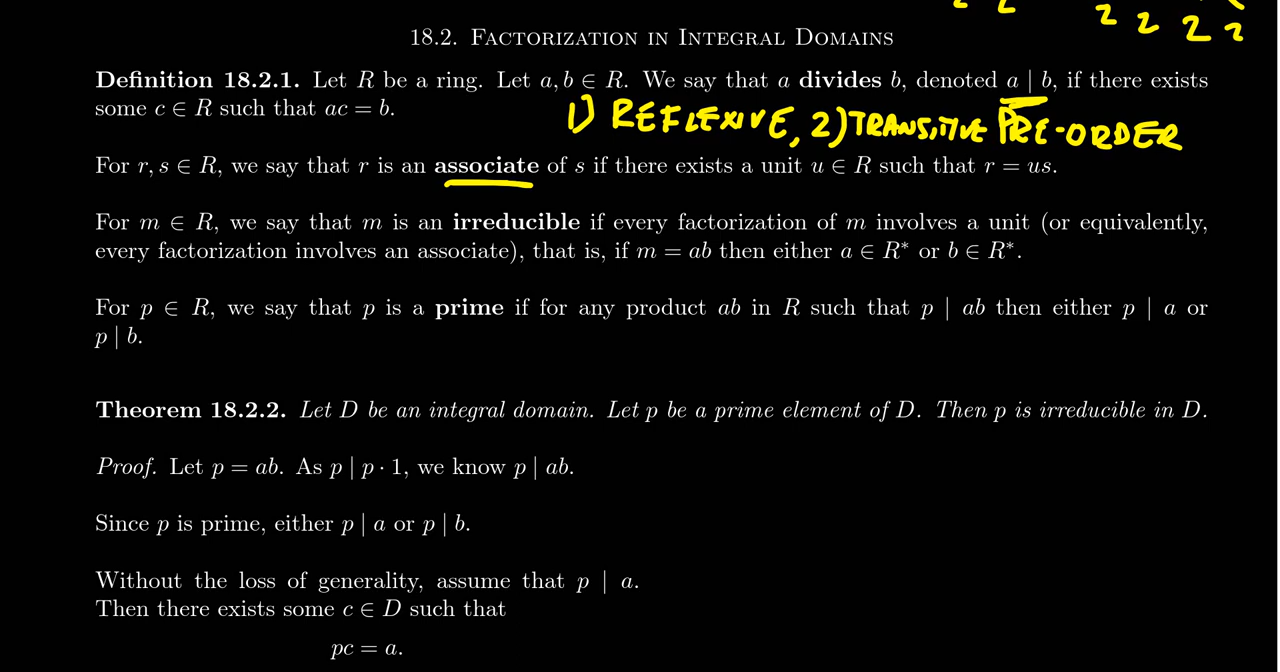 2 2 2 2 2 2
18.2. FACTORIZATION IN INTEGRAL DOMAINS
Definition 18.2.1. Let R be a ring. Let a, b ∈ R. We say that a divides b, denoted a | b, if there exists
some c ∈ R such that ac = b.
1) REFLEXIVE, 2) TRANSITIVE PRE-ORDER
For r, s ∈ R, we say that r is an associate of s if there exists a unit u ∈ R such that r = us.
For m ∈ R, we say that m is an irreducible if every factorization of m involves a unit (or equivalently,
every factorization involves an associate), that is, if m = ab then either a ∈ R* or b ∈ R*.
For p ∈ R, we say that p is a prime if for any product ab in R such that p | ab then either p | a or
p | b.
Theorem 18.2.2. Let D be an integral domain. Let p be a prime element of D. Then p is irreducible in D.
Proof. Let p = ab. As p | p · 1, we know p | ab.
Since p is prime, either p | a or p | b.
Without the loss of generality, assume that p | a.
Then there exists some c ∈ D such that
pc = a.